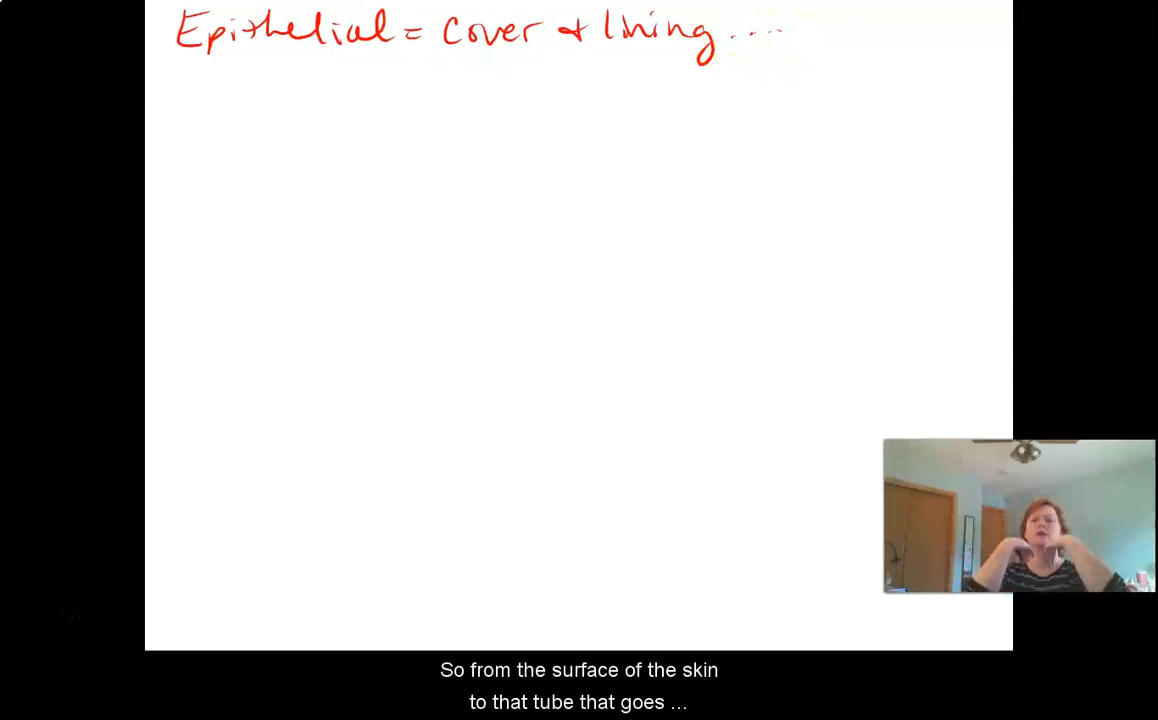 Epithelial = cover & lining ....
So from the surface of the skin
to that tube that goes ...